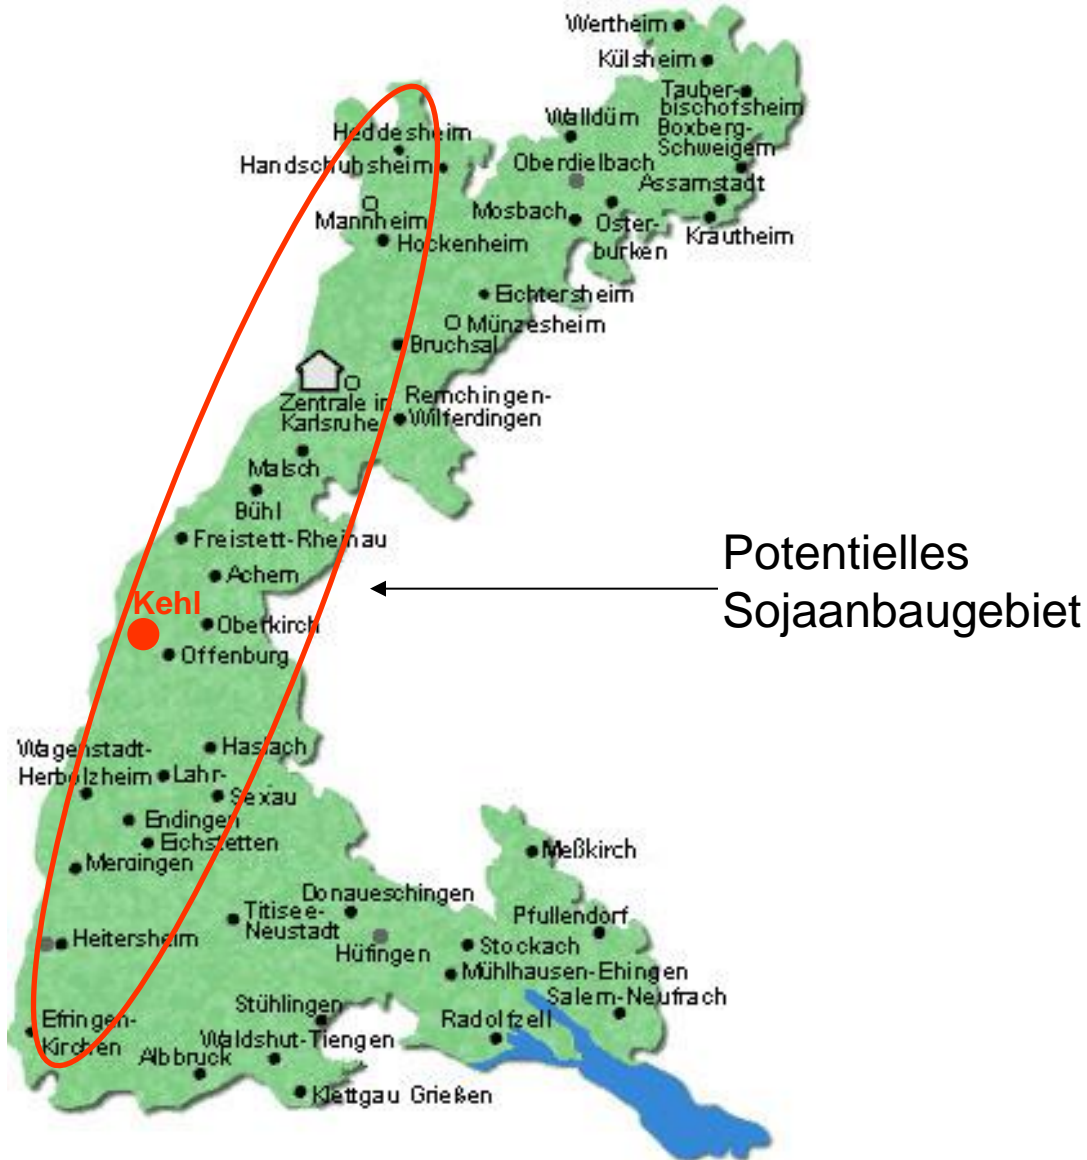 Wertheim
Külsheim
Tauber-
bischofsheim
Walldürn
Boxberg-
Schweigern
Heddesheim
Handschuhsheim
Oberdielbach
Assamstadt
Mannheim
Mosbach
Oster-
burken
Krautheim
Hockenheim
Eichtersheim
Münzesheim
Bruchsal
Zentrale in
Karlsruhe
Remchingen-
Wilferdingen
Malsch
Bühl
Freistett-Rheinau
Potentielles
Sojaanbaugebiet
Achern
Kehl
Oberkirch
Offenburg
Wagenstadt-
Herbolzheim
Haslach
Lahr-
Sexau
Endingen
Eichstetten
Merdingen
Meßkirch
Donaueschingen
Titisee-
Neustadt
Pfullendorf
Heitersheim
Hüfingen
Stockach
Mühlhausen-Ehingen
Salem-Neufrach
Stühlingen
Radolfzell
Efringen-
Kirchen
Waldshut-Tiengen
Albbruck
Klettgau Grießen